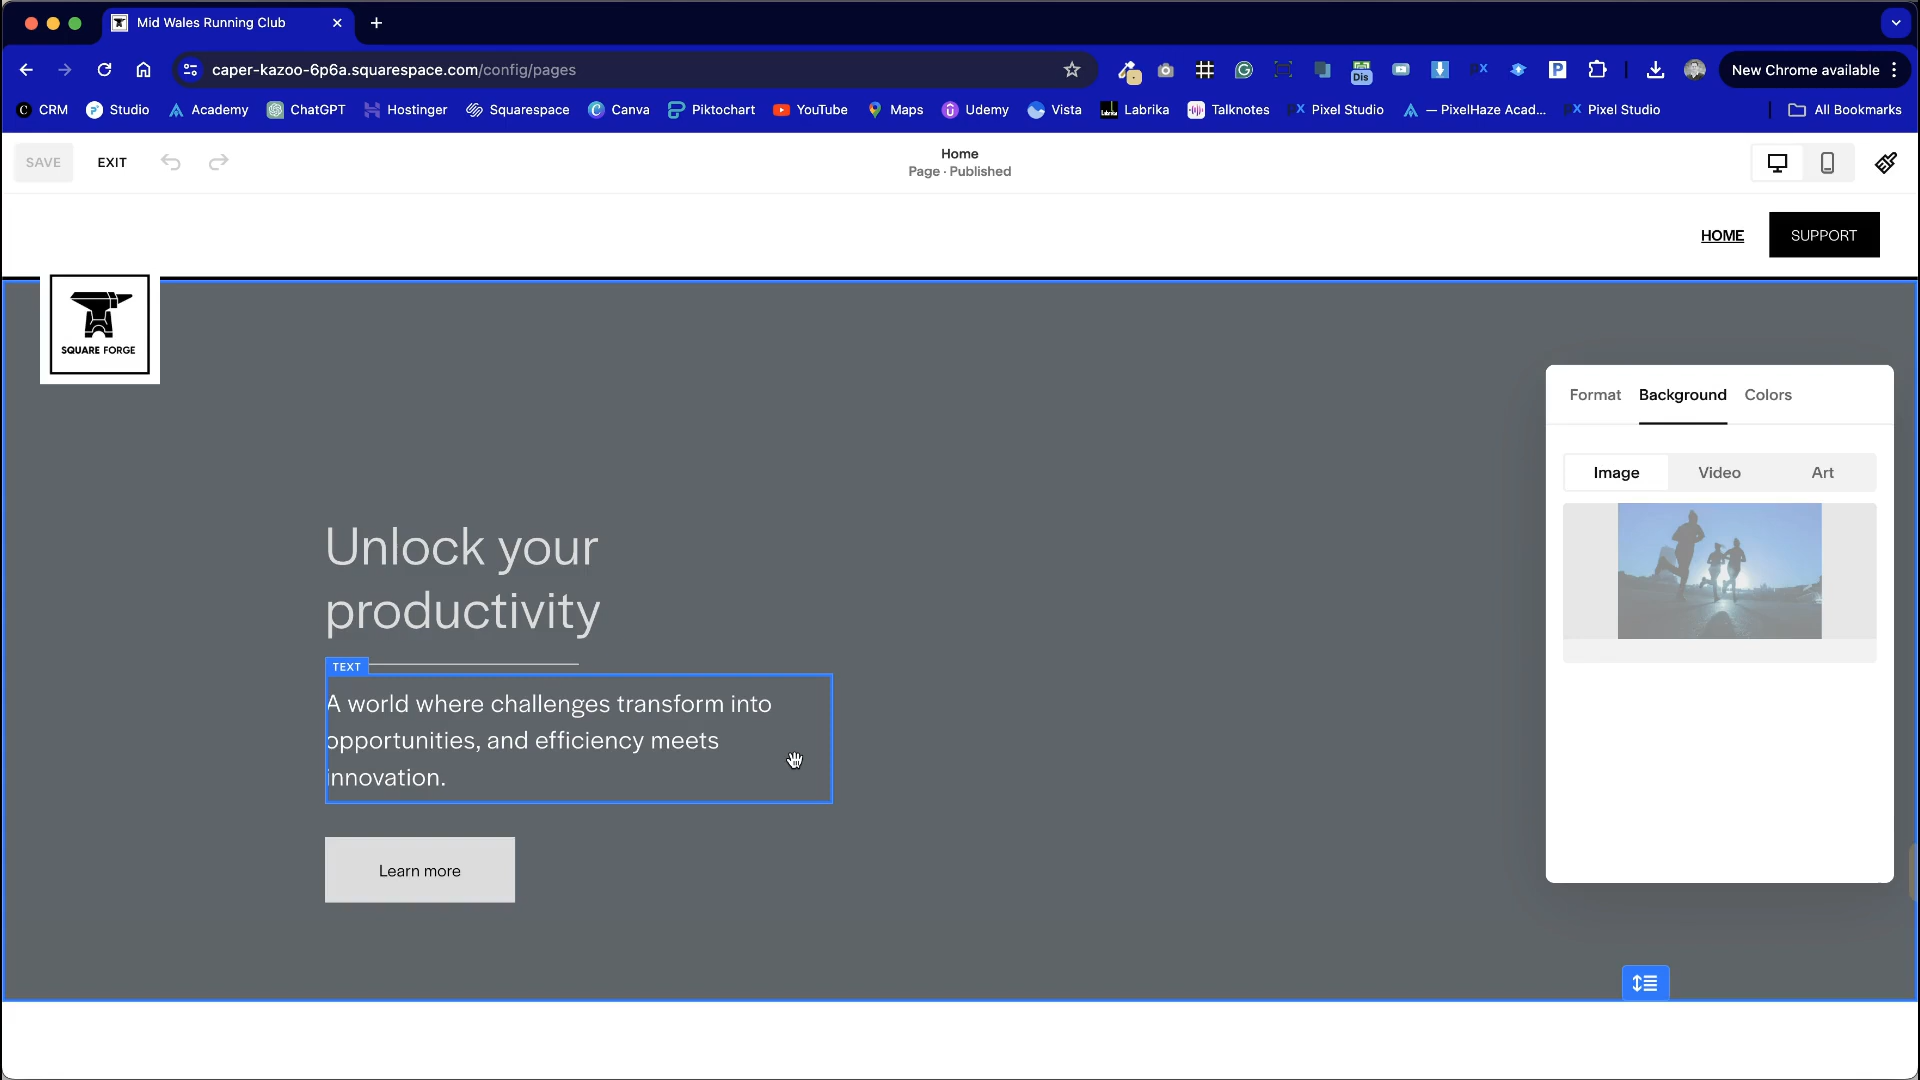 Mid Wales Running Club
caper-kazoo-6p6a.squarespace.com/config/pages
Dis
New Chrome available
CRM
Studio
Academy
ChatGPT
Hostinger
Squarespace
Canva
Piktochart
YouTube
Maps
Udemy
Vista
Labrika
Talknotes
Pixel Studio
— PixelHaze Acad...
Pixel Studio
All Bookmarks
SAVE
EXIT
Home
Page · Published
HOME
SUPPORT
SQUARE FORGE
Format
Background
Colors
Image
Video
Art
Unlock your
productivity
TEXT
A world where challenges transform into
opportunities, and efficiency meets
innovation.
Learn more